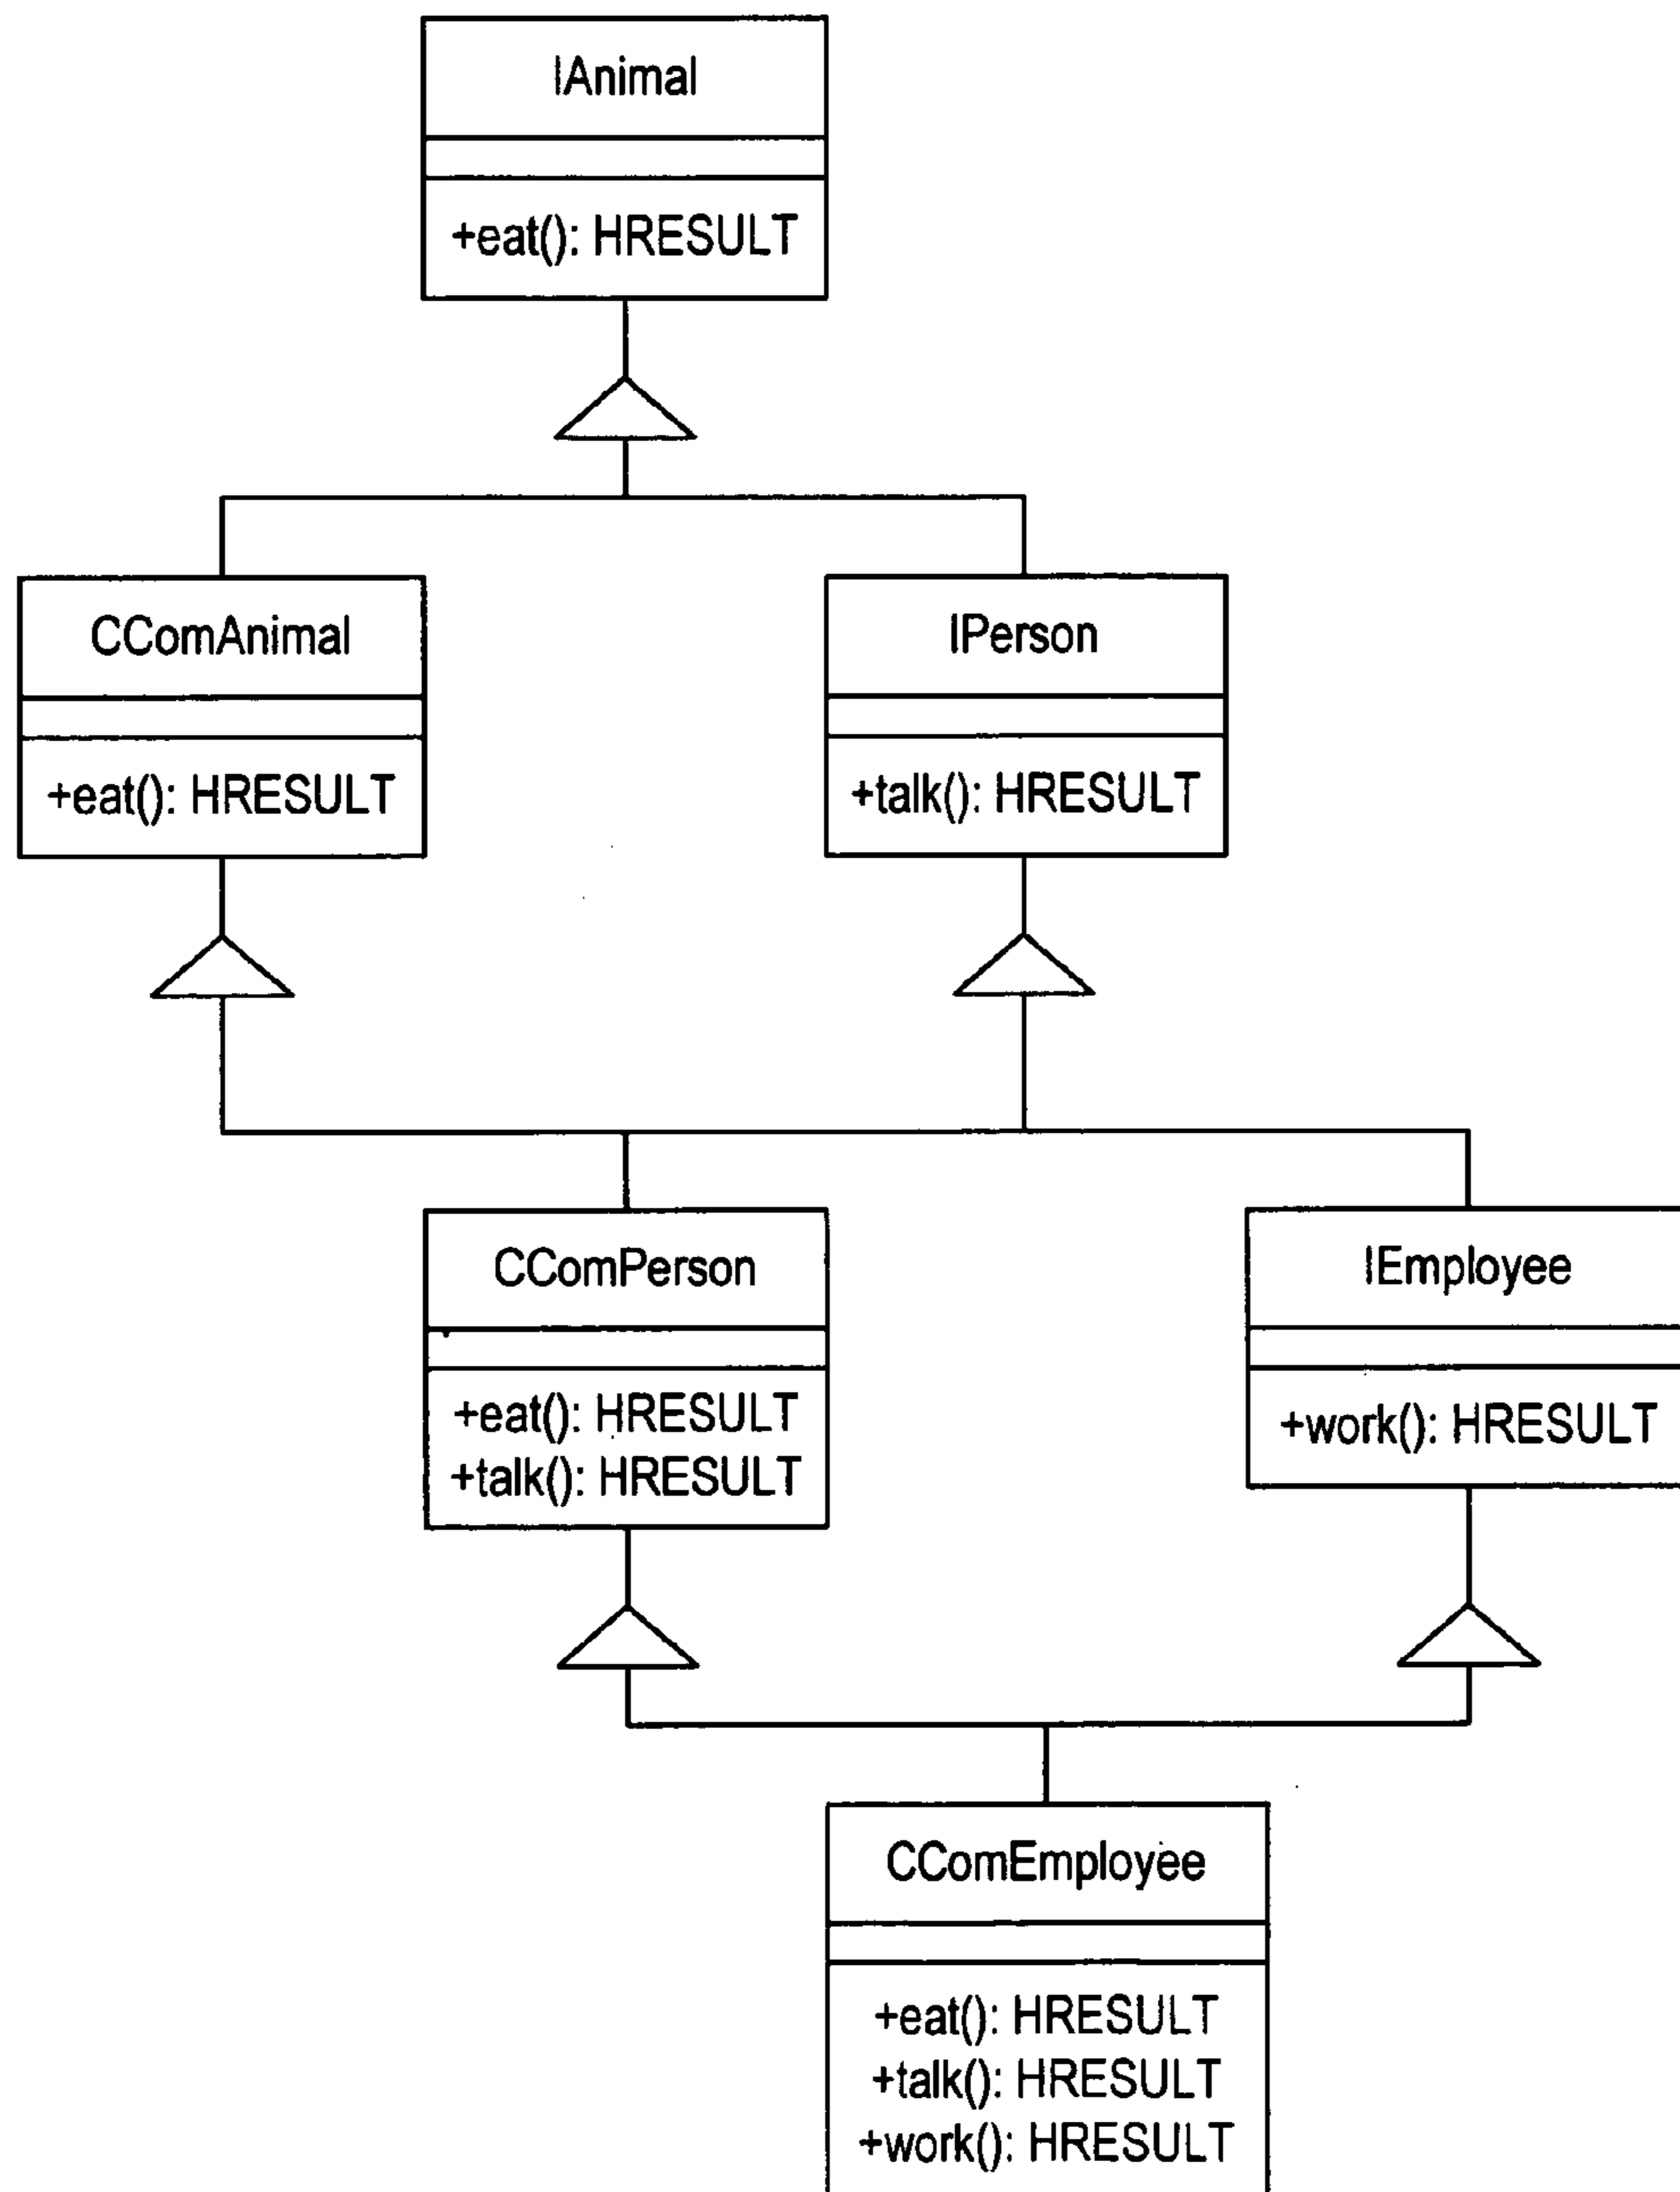 IAnimal
+eat(): HRESULT
CComAnimal
+eat(): HRESULT
IPerson
+talk(): HRESULT
CComPerson
+eat(): HRESULT
+talk(): HRESULT
IEmployee
+work(): HRESULT
CComEmployee
+eat(): HRESULT
+talk(): HRESULT
+work(): HRESULT